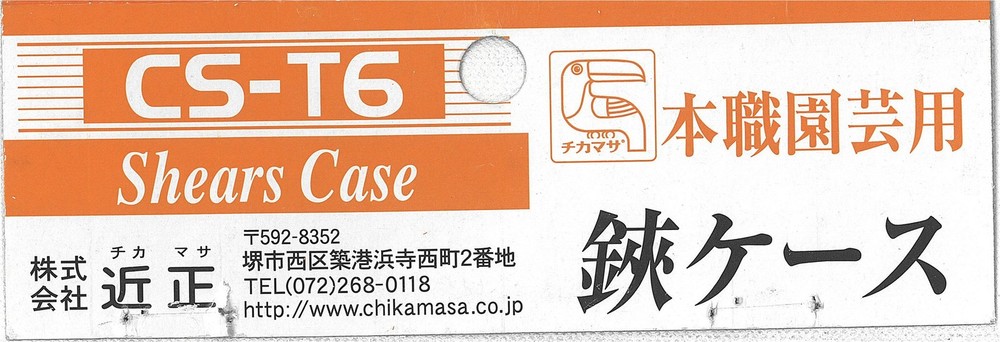 CS-T6
Shears Case
チカマサ
本職園芸用
鋏ケース
チカ マサ
株式会社 近正
〒592-8352
堺市西区築港浜寺西町2番地
TEL(072)268-0118
http://www.chikamasa.co.jp